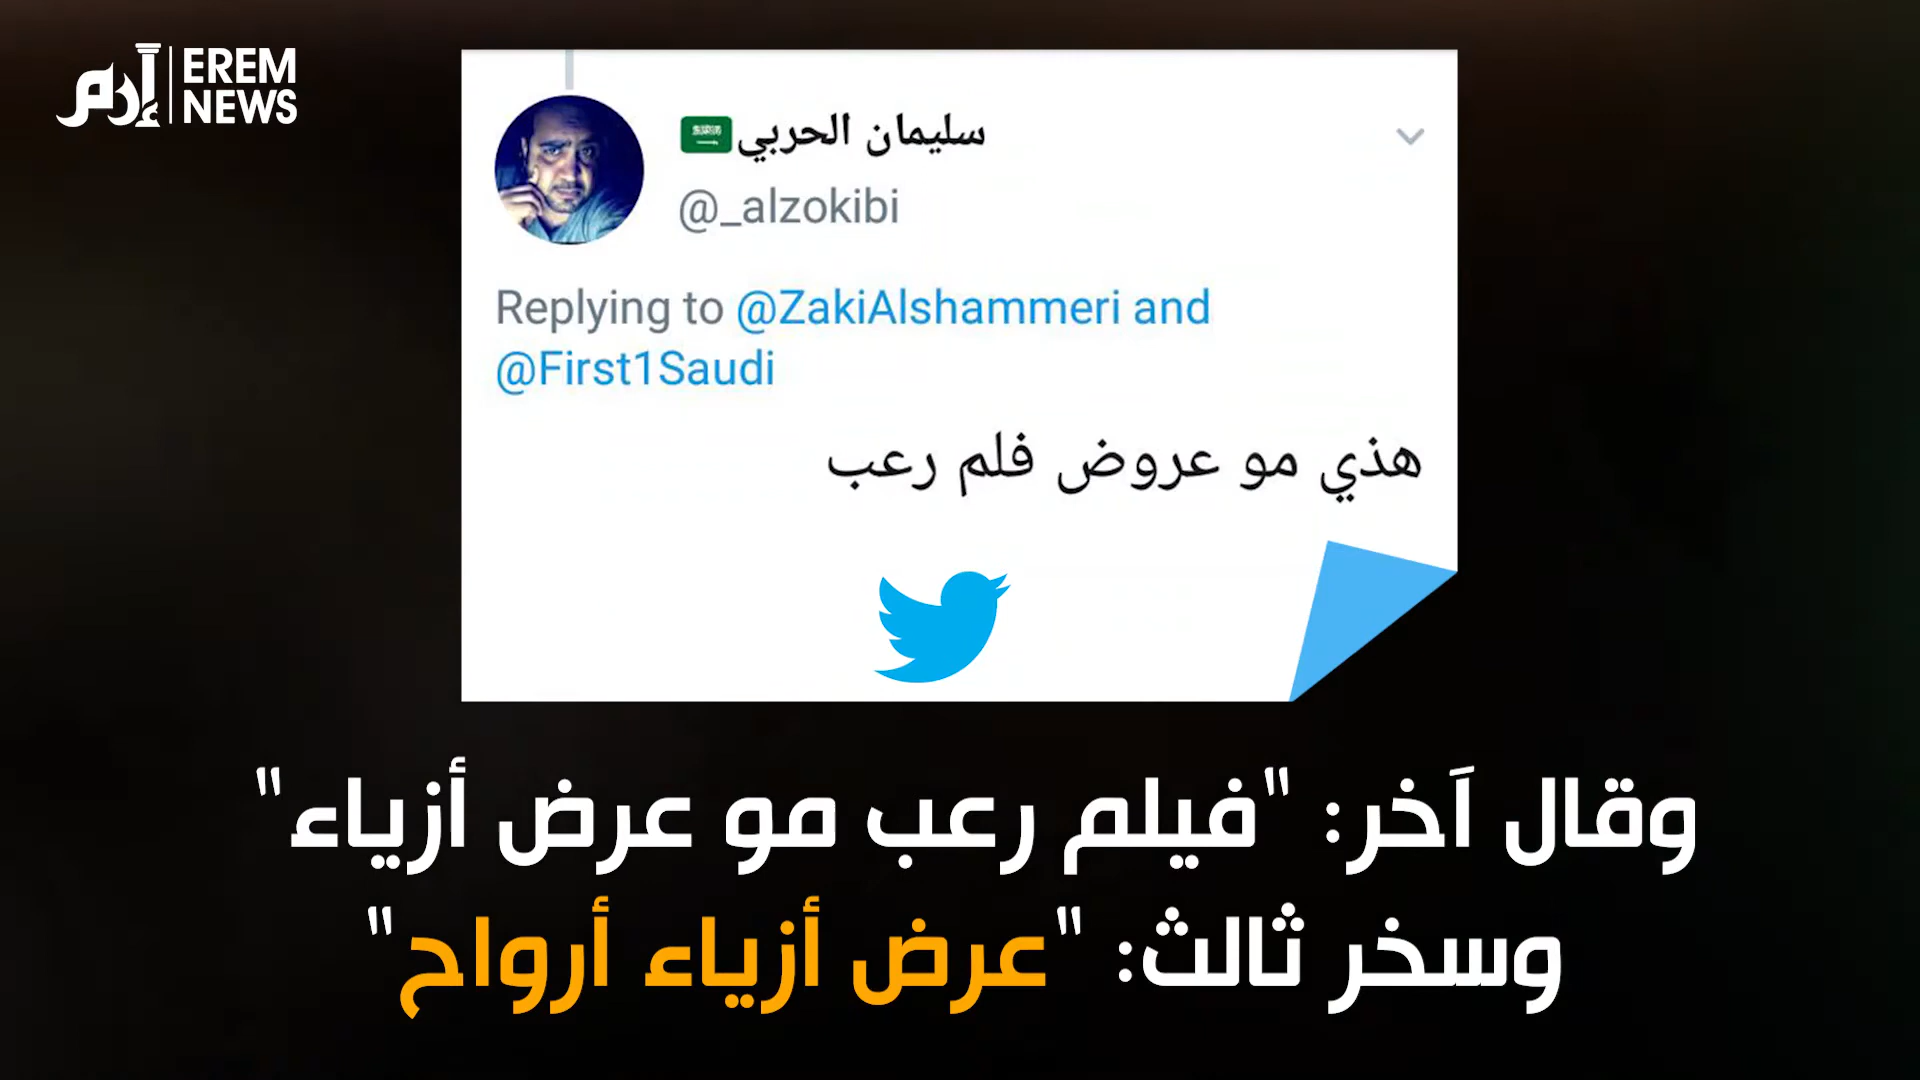 إرم
EREM
NEWS
سليمان الحربي
@_alzokibi
Replying to @ZakiAlshammeri and
@First1Saudi
هذي مو عروض فلم رعب
وقال آخر: "فيلم رعب مو عرض أزياء"
وسخر ثالث: "عرض أزياء أرواح"